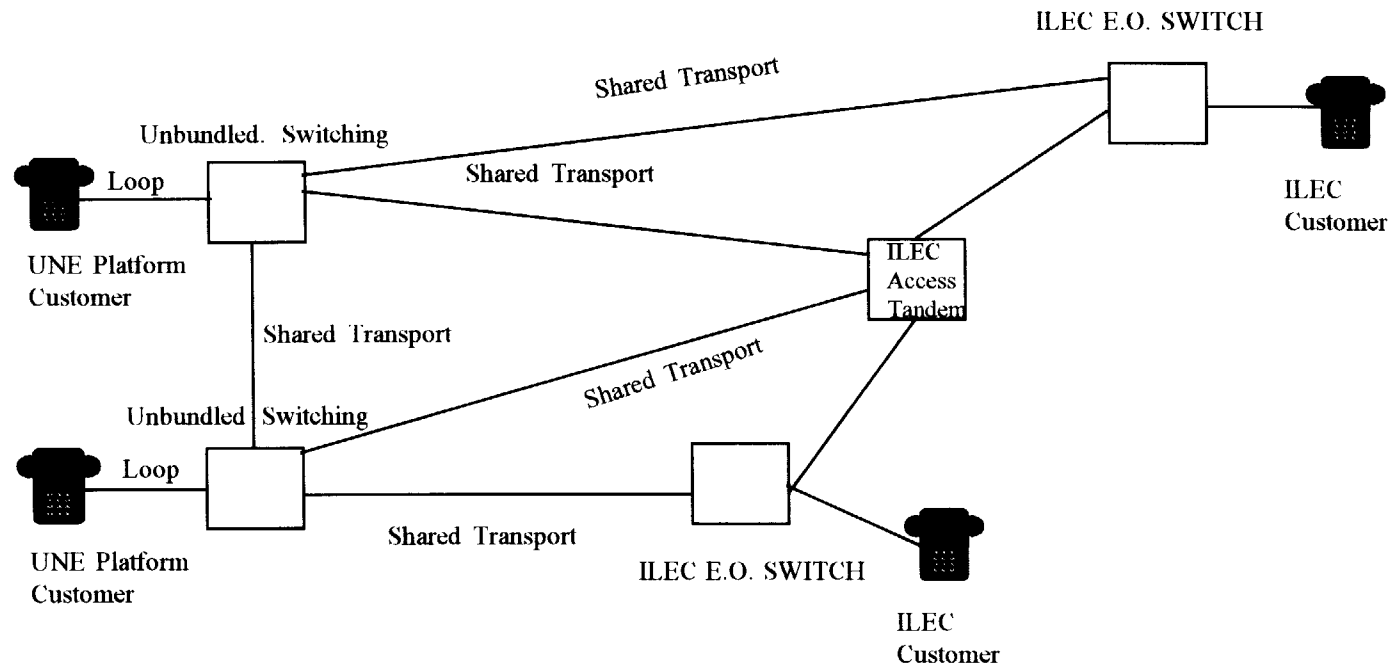 ILEC E.O. SWITCH
Shared Transport
Unbundled. Switching
Shared Transport
Loop
ILEC
Customer
UNE Platform
Customer
ILEC
Access
Tandem
Shared Transport
Shared Transport
Unbundled Switching
Loop
Shared Transport
UNE Platform
Customer
ILEC E.O. SWITCH
ILEC
Customer